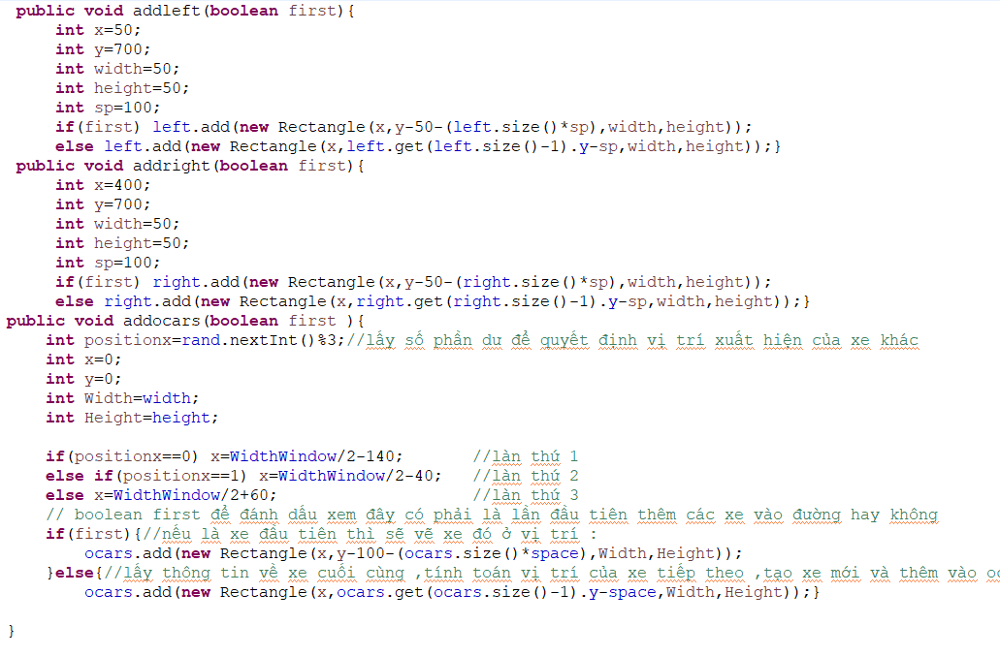 public void addleft(boolean first){
int x=50;
int y=700;
int width=50;
int height=50;
int sp=100;
if(first) left.add(new Rectangle(x,y-50-(left.size()*sp),width,height));
else left.add(new Rectangle(x,left.get(left.size()-1).y-sp,width,height));}
public void addright(boolean first){
int x=400;
int y=700;
int width=50;
int height=50;
int sp=100;
if(first) right.add(new Rectangle(x,y-50-(right.size()*sp),width,height));
else right.add(new Rectangle(x,right.get(right.size()-1).y-sp,width,height));}
public void addocars(boolean first ){
int positionx=rand.nextInt()%3;//lấy số phần dư để quyết định vị trí xuất hiện của xe khác
int x=0;
int y=0;
int Width=width;
int Height=height;
if(positionx==0) x=WidthWindow/2-140; //làn thứ 1
else if(positionx==1) x=WidthWindow/2-40; //làn thứ 2
else x=WidthWindow/2+60; //làn thứ 3
// boolean first để đánh dấu xem đây có phải là lần đầu tiên thêm các xe vào đường hay không
if(first){//nếu là xe đầu tiên thì sẽ vẽ xe đó ở vị trí :
ocars.add(new Rectangle(x,y-100-(ocars.size()*space),Width,Height));
}else{//lấy thông tin về xe cuối cùng ,tính toán vị trí của xe tiếp theo ,tạo xe mới và thêm vào
ocars.add(new Rectangle(x,ocars.get(ocars.size()-1).y-space,Width,Height));}
}